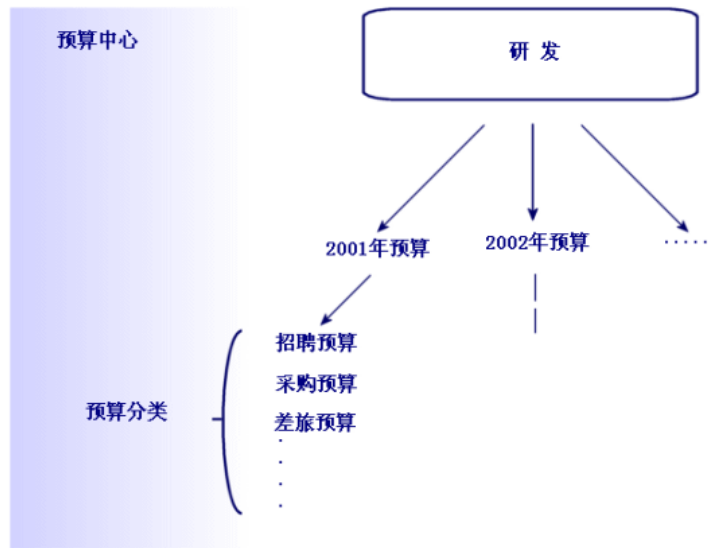 预算中心
研 发
2001年预算
2002年预算
·····
招聘预算
采购预算
预算分类
差旅预算